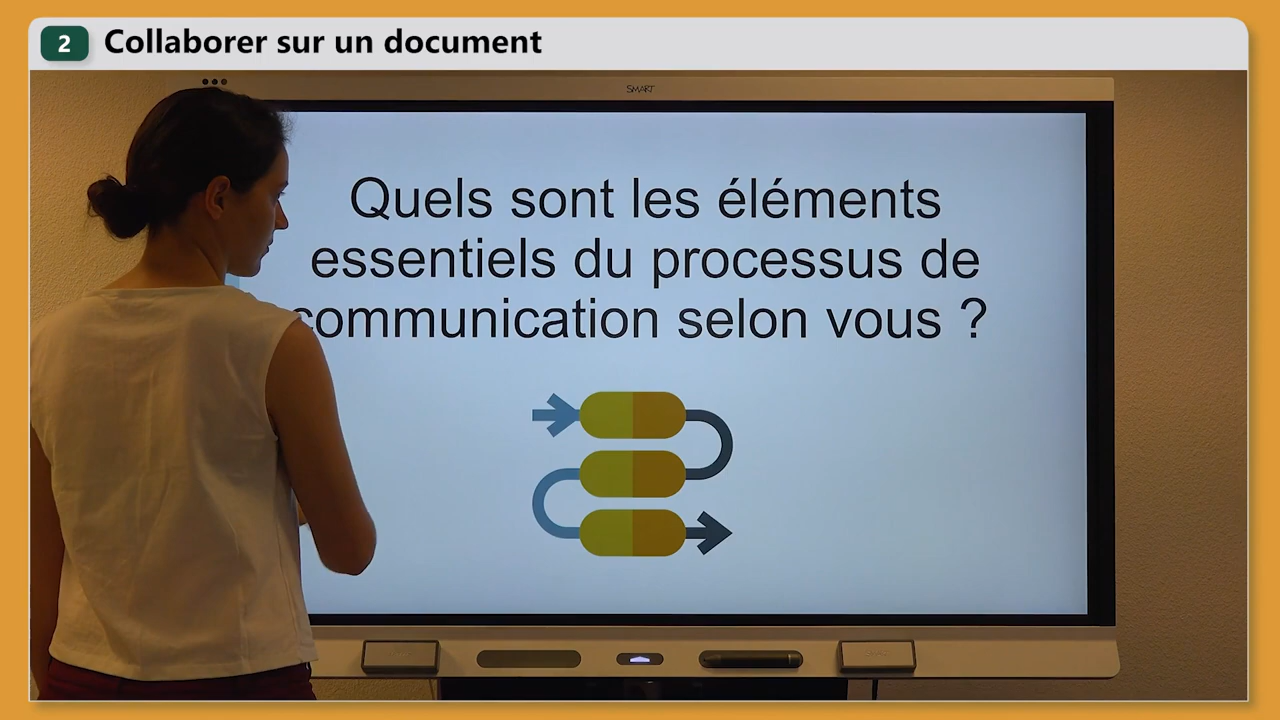 2 Collaborer sur un document
SMART
Quels sont les éléments
essentiels du processus de
communication selon vous ?